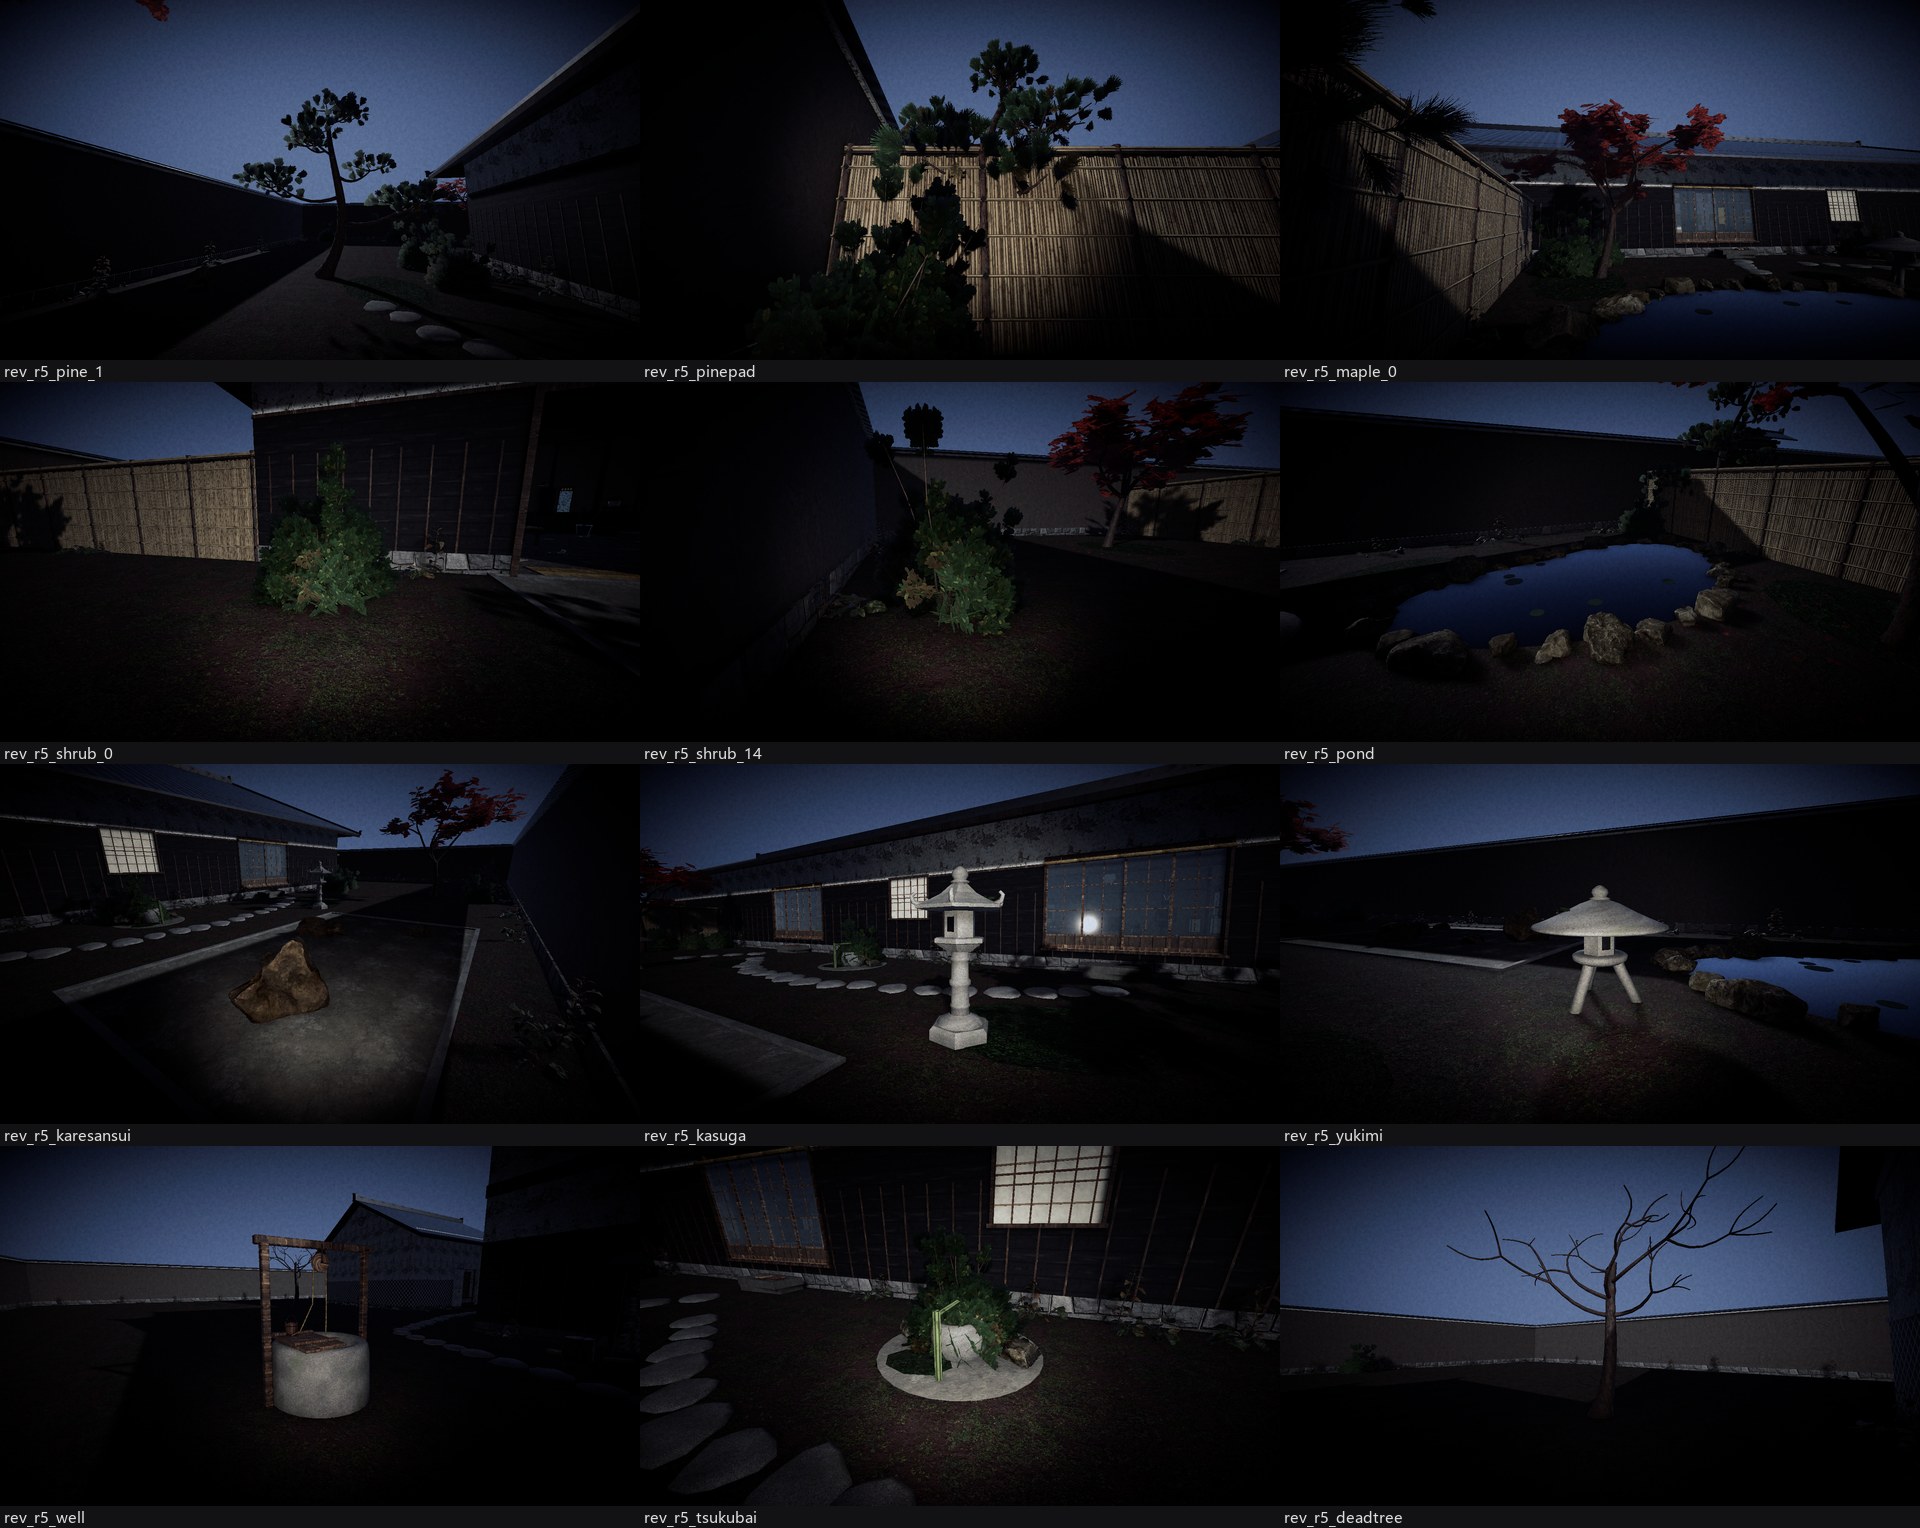 rev_r5_pine_1
rev_r5_pinepad
rev_r5_maple_0
rev_r5_shrub_0
rev_r5_shrub_14
rev_r5_pond
rev_r5_karesansui
rev_r5_kasuga
rev_r5_yukimi
rev_r5_well
rev_r5_tsukubai
rev_r5_deadtree